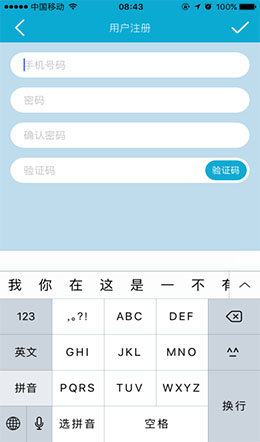 中国移动 08:43 100%
用户注册
手机号码
密码
确认密码
验证码 验证码
我 你 在 这 是 一 不 有
123 ,。?! ABC DEF
英文 GHI JKL MNO ^^
拼音 PQRS TUV WXYZ
换行
选拼音 空格